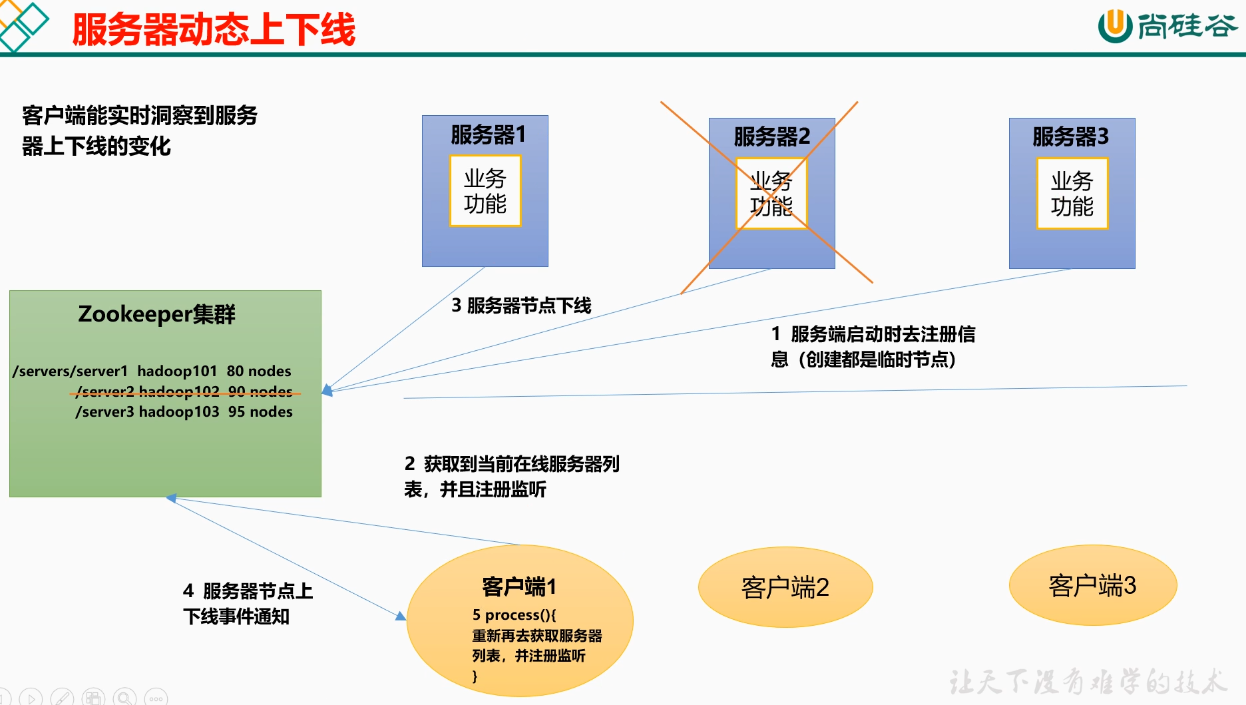 服务器动态上下线
尚硅谷
客户端能实时洞察到服务
器上下线的变化
服务器1
业务
功能
服务器2
业务
功能
服务器3
业务
功能
3 服务器节点下线
1 服务端启动时去注册信
息（创建都是临时节点）
Zookeeper集群
/servers/server1 hadoop101 80 nodes
/server2 hadoop102 90 nodes
/server3 hadoop103 95 nodes
2 获取到当前在线服务器列
表，并且注册监听
4 服务器节点上
下线事件通知
客户端1
5 process(){
重新再去获取服务器
列表，并注册监听
}
客户端2
客户端3
让天下没有难学的技术